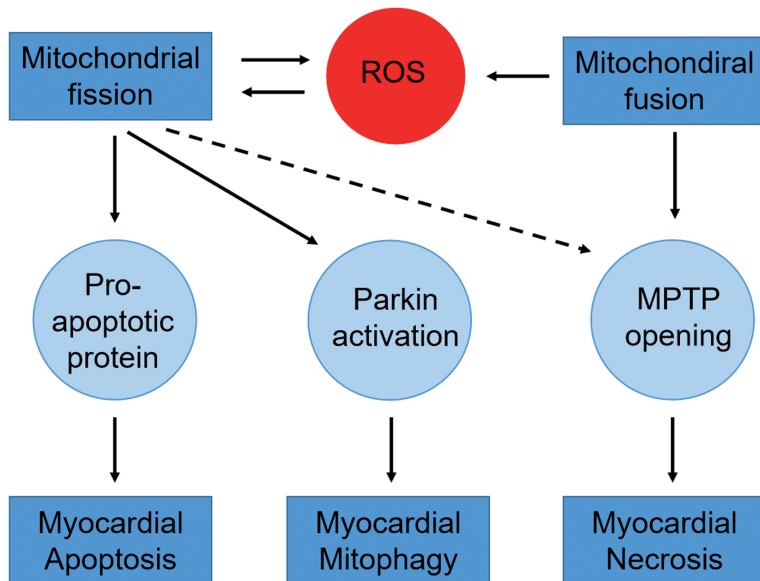 Mitochondrial
fission
ROS
Mitochondiral
fusion
Pro-
apoptotic
protein
Parkin
activation
MPTP
opening
Myocardial
Apoptosis
Myocardial
Mitophagy
Myocardial
Necrosis